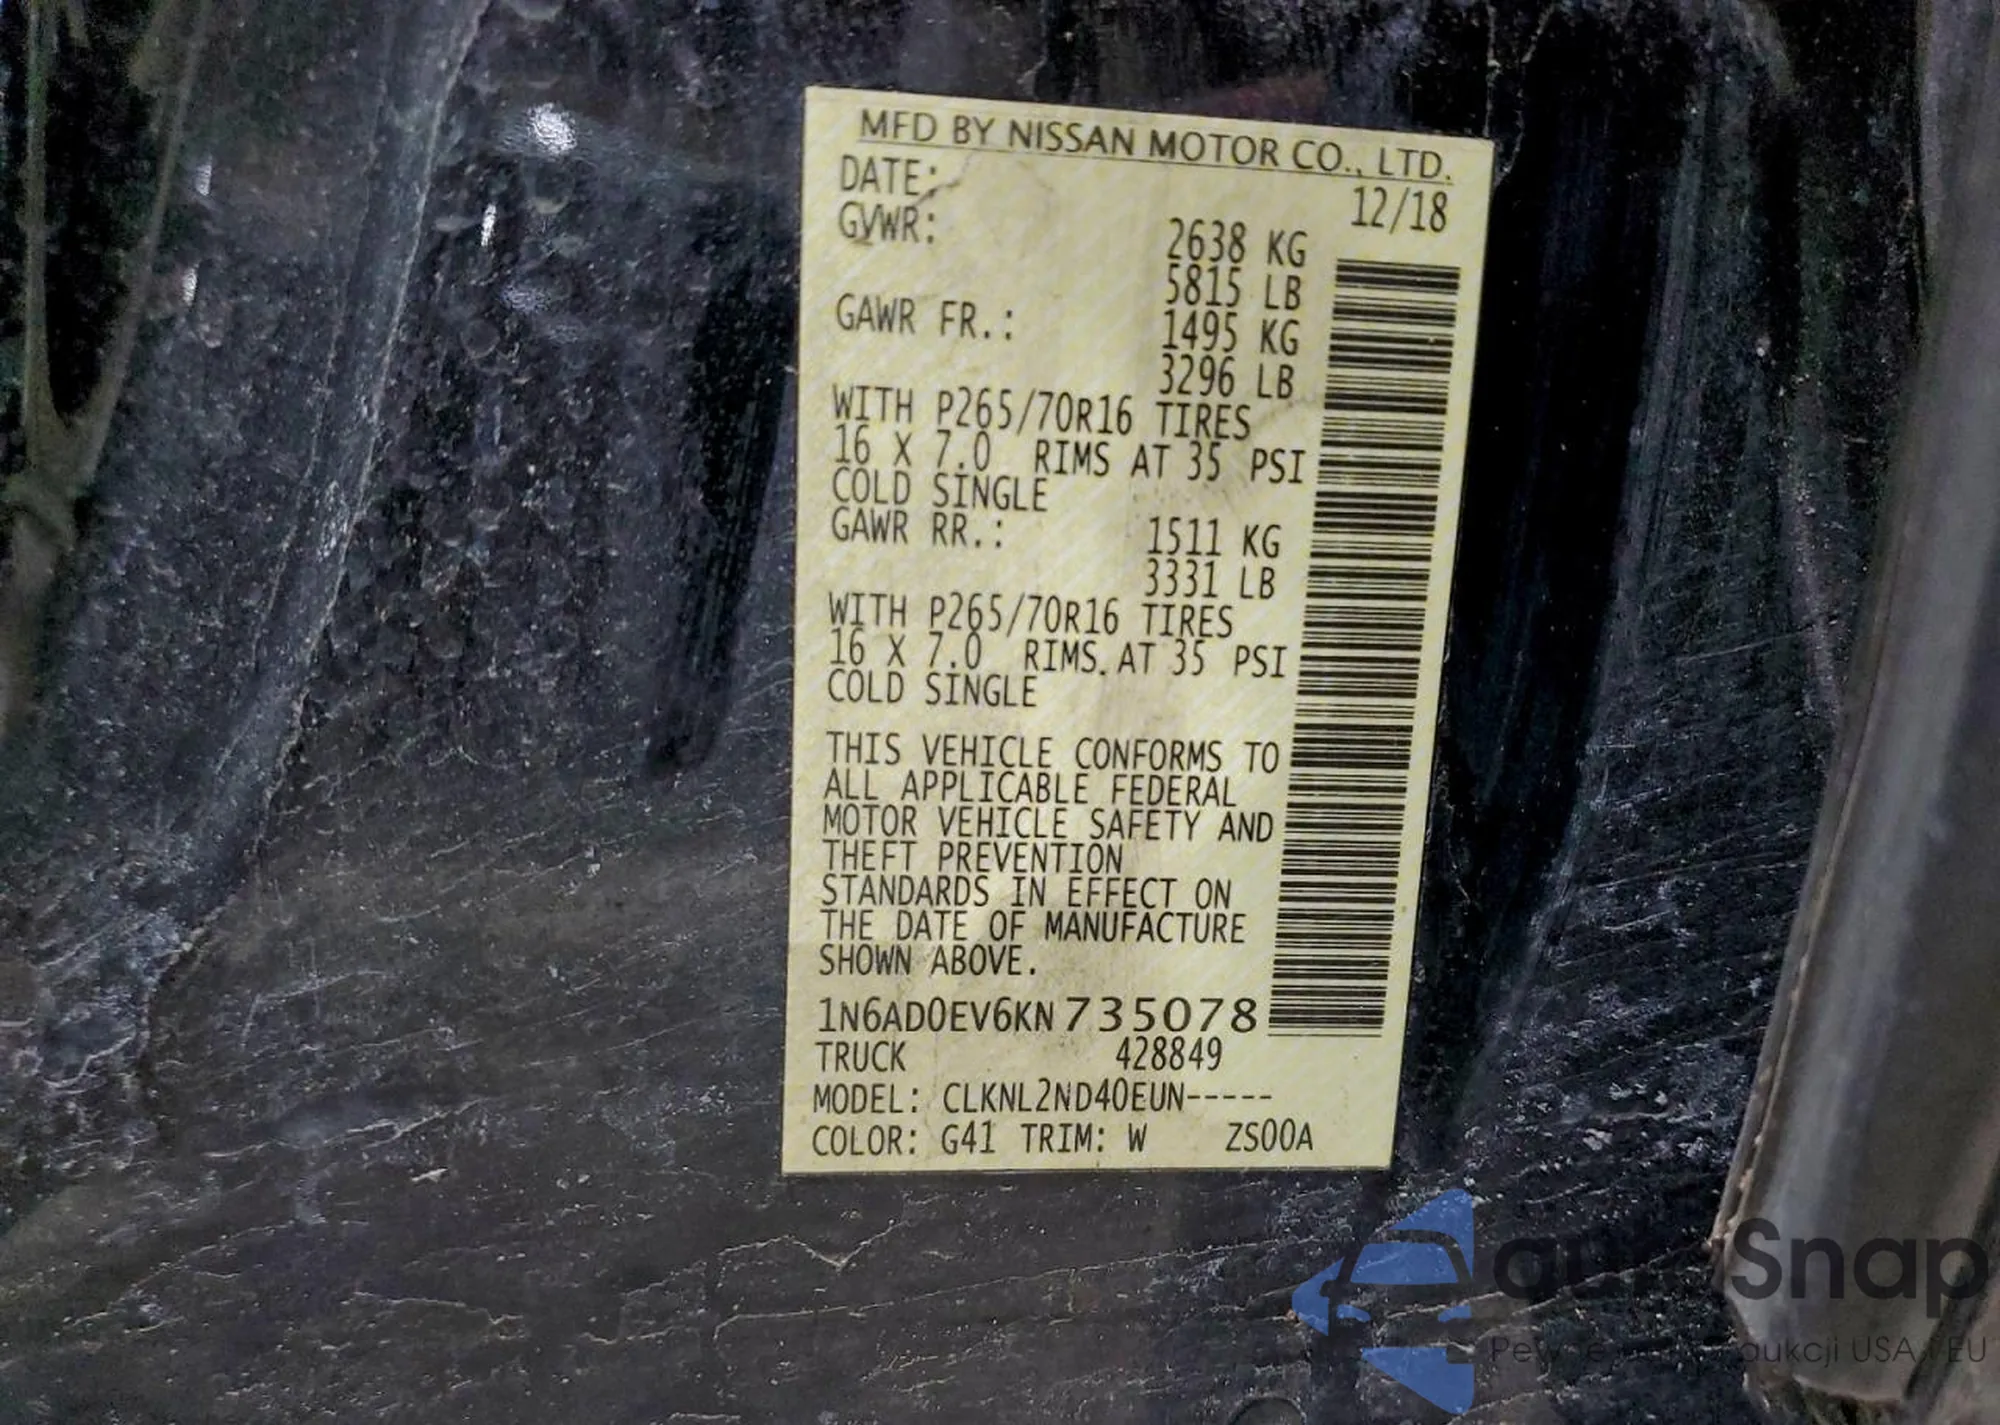 MFD BY NISSAN MOTOR CO., LTD.
DATE: 12/18
GVWR: 2638 KG
5815 LB
GAWR FR.: 1495 KG
3296 LB
WITH P265/70R16 TIRES
16 X 7.0 RIMS AT 35 PSI
COLD SINGLE
GAWR RR.: 1511 KG
3331 LB
WITH P265/70R16 TIRES
16 X 7.0 RIMS AT 35 PSI
COLD SINGLE
THIS VEHICLE CONFORMS TO
ALL APPLICABLE FEDERAL
MOTOR VEHICLE SAFETY AND
THEFT PREVENTION
STANDARDS IN EFFECT ON
THE DATE OF MANUFACTURE
SHOWN ABOVE.
1N6AD0EV6KN735078
TRUCK 428849
MODEL: CLKNL2ND40EUN-----
COLOR: G41 TRIM: W ZS00A
autoSnap
aukcji USA i EU